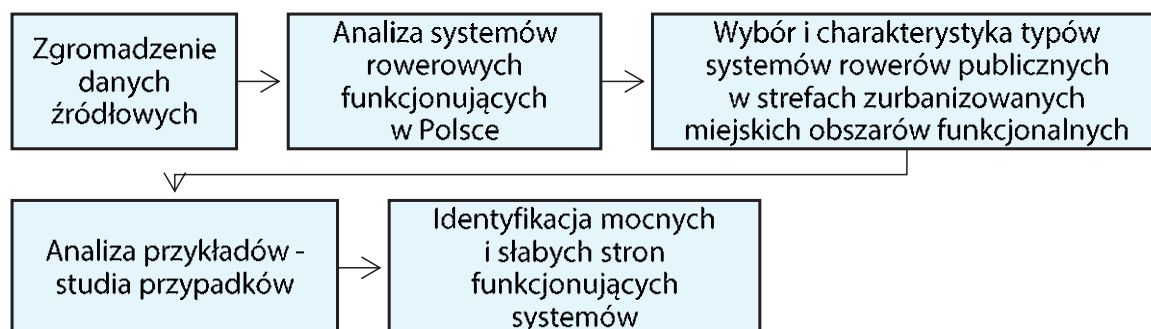 Zgromadzenie
danych
źródłowych
Analiza systemów
rowerowych
funkcjonujących
w Polsce
Wybór i charakterystyka typów
systemów rowerów publicznych
w strefach zurbanizowanych
miejskich obszarów funkcjonalnych
Analiza przykładów -
studia przypadków
Identyfikacja mocnych
i słabych stron
funkcjonujących
systemów